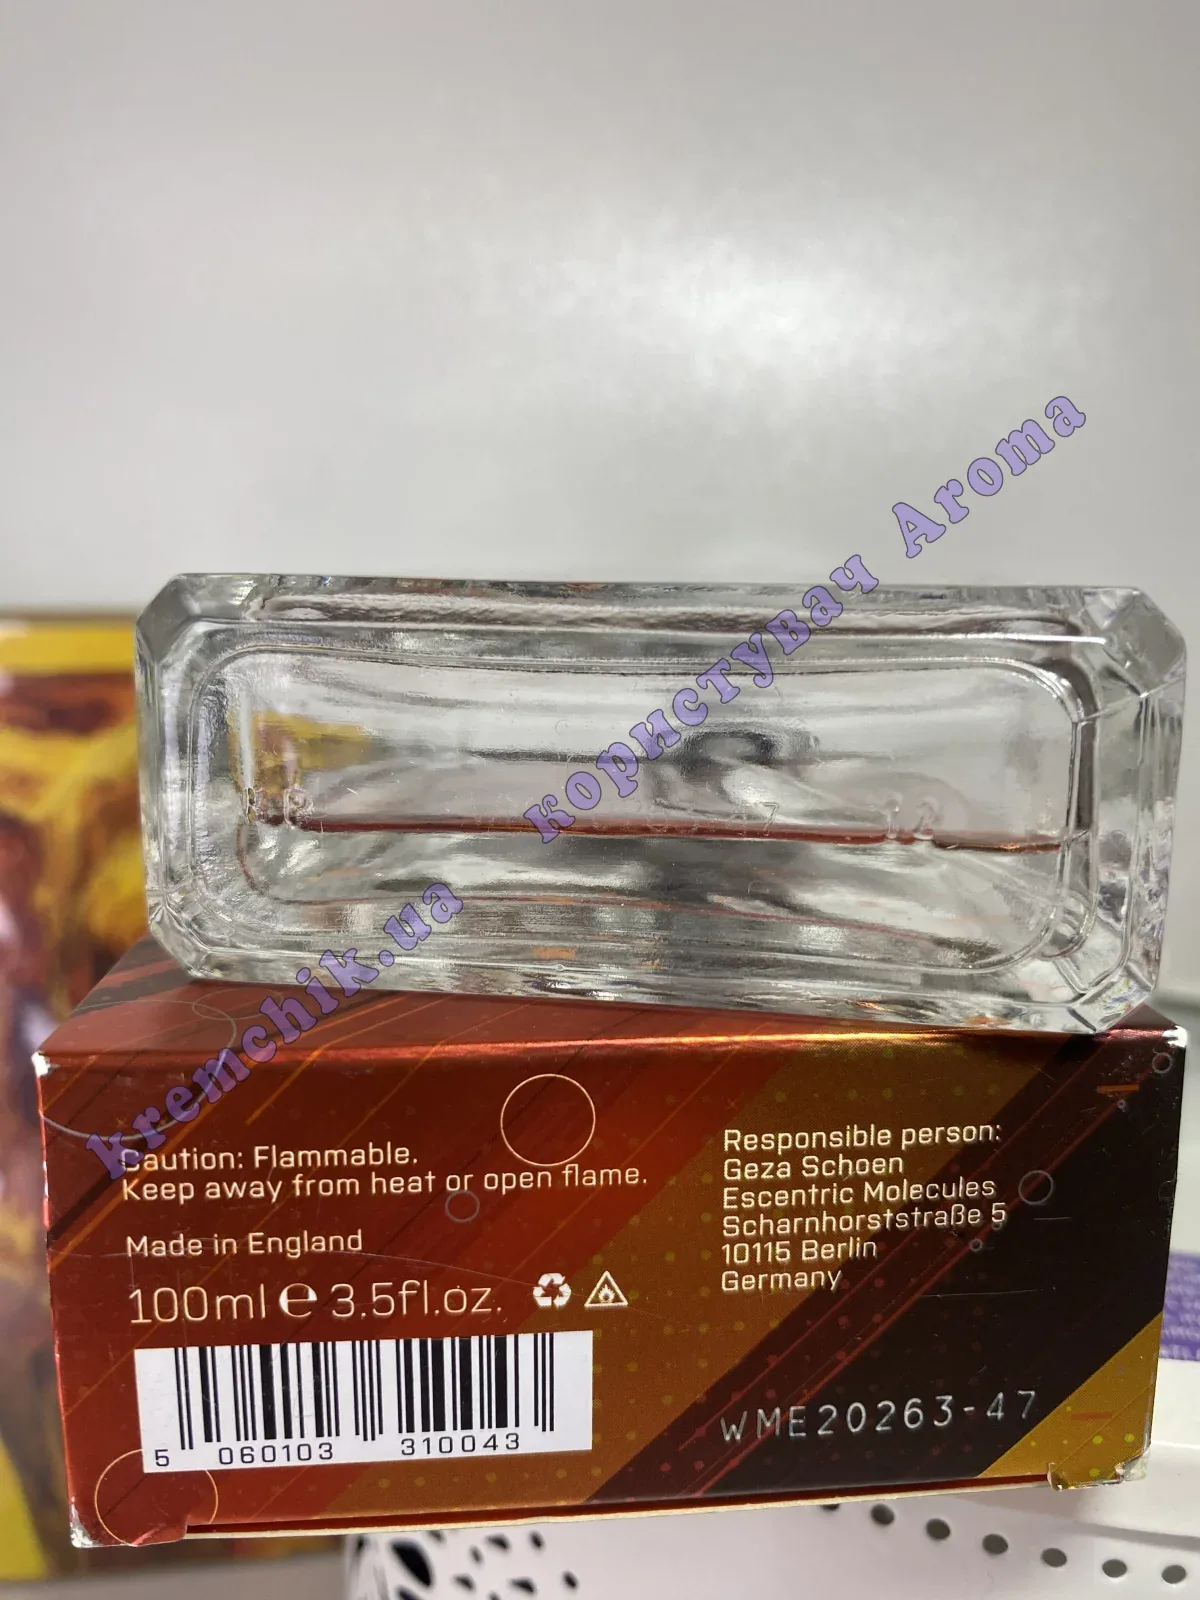 користувач Aroma
kremchik.ua
Caution: Flammable.
Keep away from heat or open flame.
Made in England
100ml e 3.5fl.oz.
5 060103 310043
Responsible person:
Geza Schoen
Escentric Molecules
Scharnhorststraße 5
10115 Berlin
Germany
WME20263-47